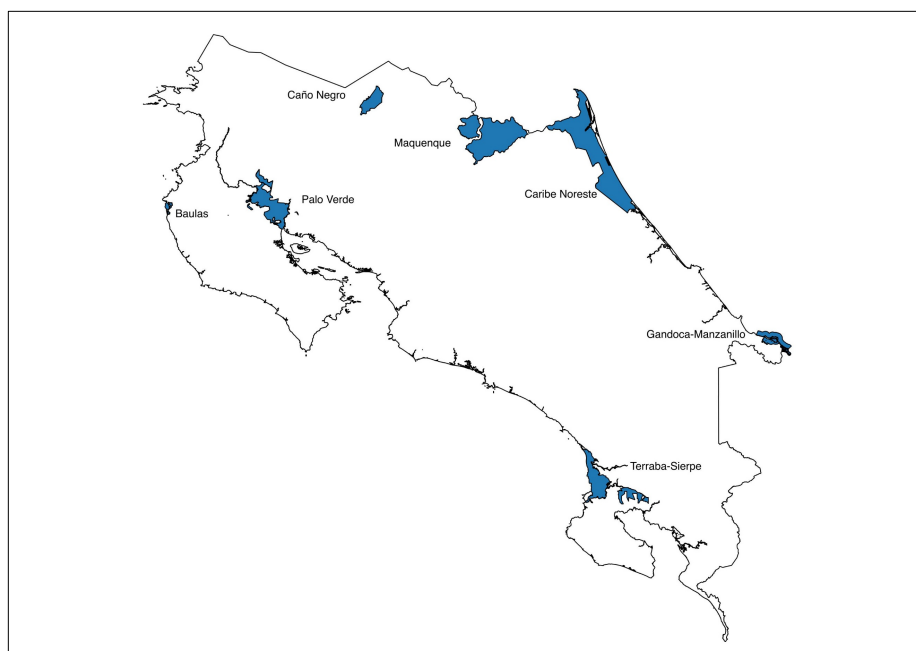 Caño Negro
Maquenque
Caribe Noreste
Palo Verde
Baulas
Gandoca-Manzanillo
Terraba-Sierpe